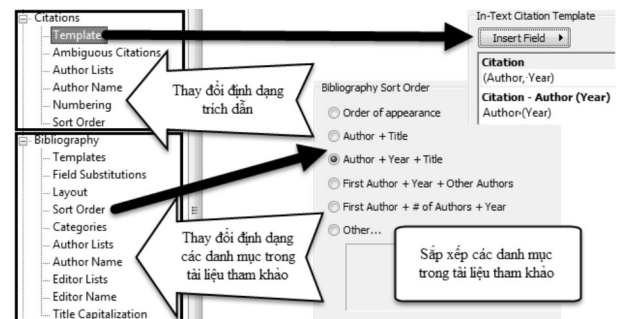 Citations
Templates
Ambiguous Citations
Author Lists
Author Name
Numbering
Sort Order
Bibliography
Templates
Field Substitutions
Layout
Sort Order
Categories
Author Lists
Author Name
Editor Lists
Editor Name
Title Capitalization
Thay đổi định dạng
trích dẫn
Thay đổi định dạng
các danh mục trong
tài liệu tham khảo
Bibliography Sort Order
Order of appearance
Author + Title
Author + Year + Title
First Author + Year + Other Authors
First Author + # of Authors + Year
Other...
Sắp xếp các danh mục
trong tài liệu tham khảo
In-Text Citation Template
Insert Field
Citation
(Author,·Year)
Citation - Author (Year)
Author·(Year)